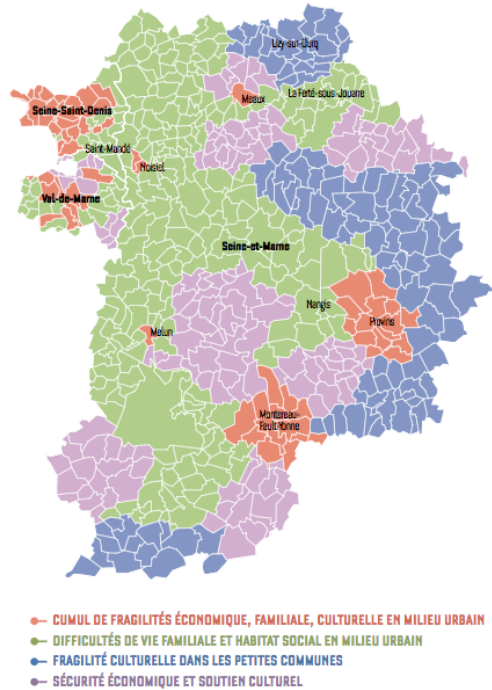 Lizy-sur-Ourq
Meaux
La Ferté-sous-Jouarre
Seine-Saint-Denis
Saint-Mandé
Noisiel
Val-de-Marne
Seine-et-Marne
Nangis
Provins
Melun
Montereau-
Fault-Yonne
CUMUL DE FRAGILITÉS ÉCONOMIQUE, FAMILIALE, CULTURELLE EN MILIEU URBAIN
DIFFICULTÉS DE VIE FAMILIALE ET HABITAT SOCIAL EN MILIEU URBAIN
FRAGILITÉ CULTURELLE DANS LES PETITES COMMUNES
SÉCURITÉ ÉCONOMIQUE ET SOUTIEN CULTUREL